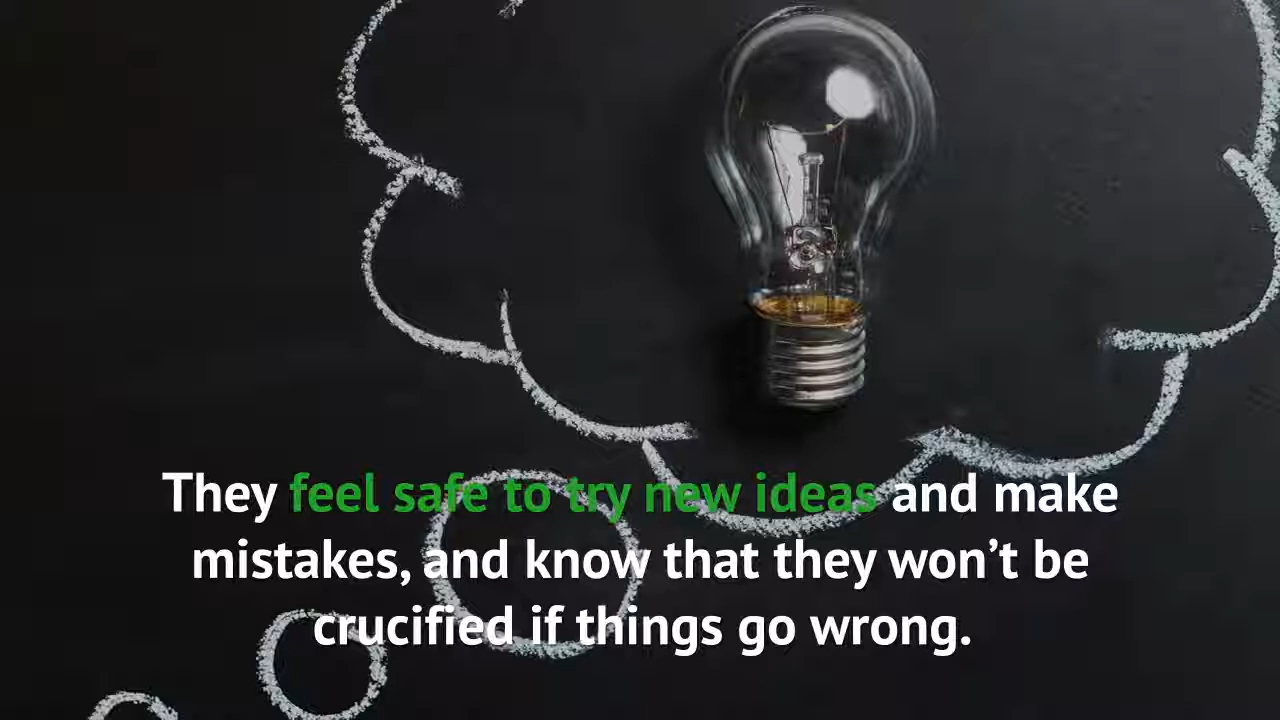 They feel safe to try new ideas and make
mistakes, and know that they won’t be
crucified if things go wrong.